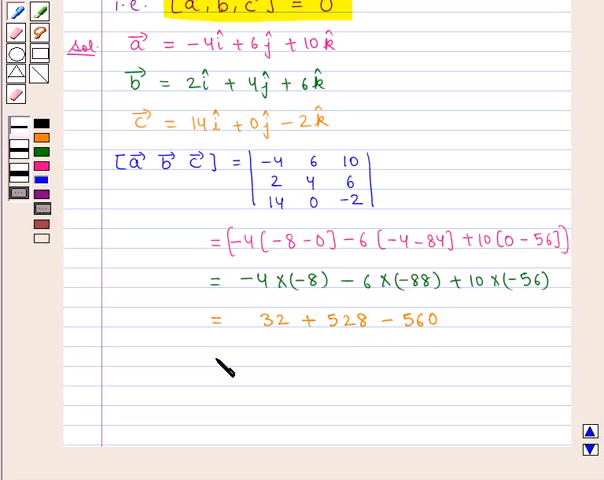 i.e. [a⃗, b⃗, c⃗] = 0
Sol a⃗ = -4î + 6ĵ + 10k̂
b⃗ = 2î + 4ĵ + 6k̂
c⃗ = 14î + 0ĵ - 2k̂
[a⃗ b⃗ c⃗] = | -4 6 10 |
| 2 4 6 |
| 14 0 -2 |
= [-4(-8-0) - 6(-4-84) + 10(0-56)]
= -4×(-8) - 6×(-88) + 10×(-56)
= 32 + 528 - 560